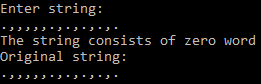 Enter string:
.,,,,,,.,.,.,.,.
The string consists of zero word
Original string:
.,,,,,,.,.,.,.,.